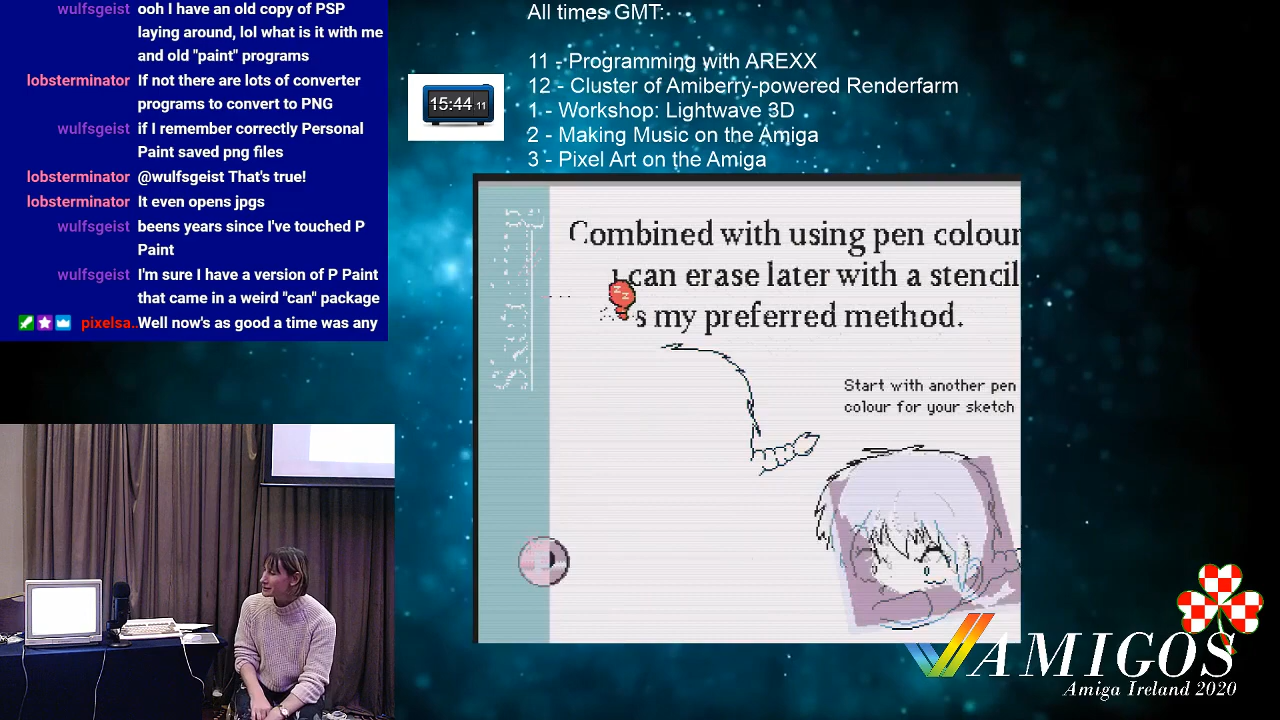 wulfsgeist ooh I have an old copy of PSP
laying around, lol what is it with me
and old "paint" programs
lobsterminator If not there are lots of converter
programs to convert to PNG
wulfsgeist if I remember correctly Personal
Paint saved png files
lobsterminator @wulfsgeist That's true!
lobsterminator It even opens jpgs
wulfsgeist beens years since I've touched P
Paint
wulfsgeist I'm sure I have a version of P Paint
that came in a weird "can" package
pixelsa.. Well now's as good a time was any
All times GMT:
11 - Programming with AREXX
12 - Cluster of Amiberry-powered Renderfarm
1 - Workshop: Lightwave 3D
2 - Making Music on the Amiga
3 - Pixel Art on the Amiga
15:44 11
Combined with using pen colour
I can erase later with a stencil
s my preferred method.
Start with another pen
colour for your sketch
zz
AMIGOS
Amiga Ireland 2020